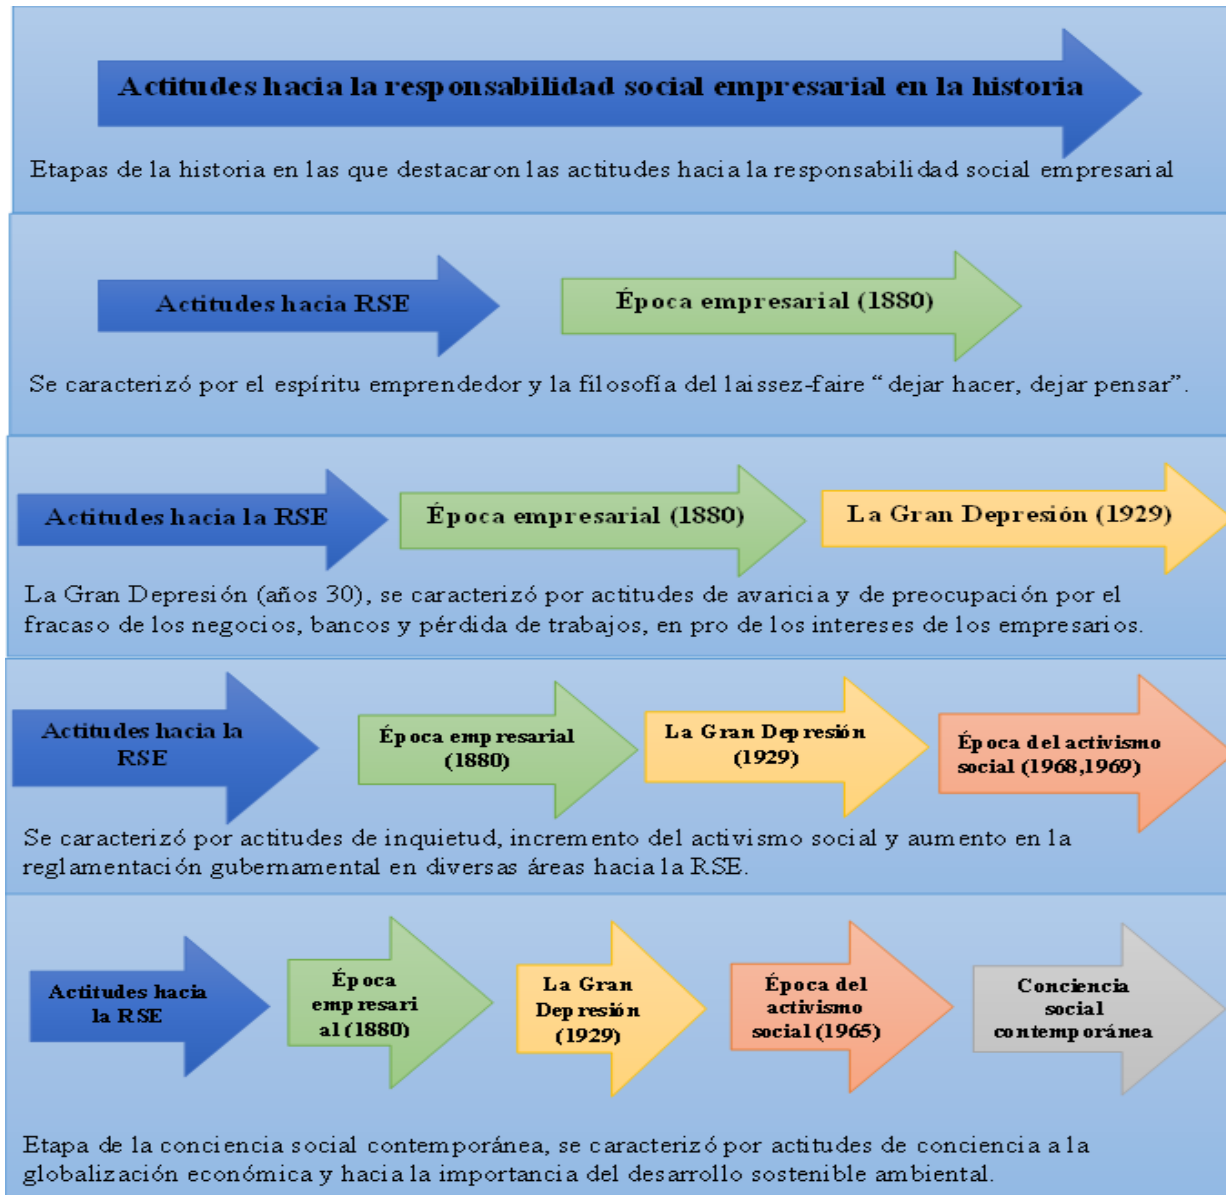 Actitudes hacia la responsabilidad social empresarial en la historia
Etapas de la historia en las que destacaron las actitudes hacia la responsabilidad social empresarial
Actitudes hacia RSE
Época empresarial (1880)
Se caracterizó por el espíritu emprendedor y la filosofía del laissez-faire “ dejar hacer, dejar pensar”.
Actitudes hacia la RSE
Época empresarial (1880)
La Gran Depresión (1929)
La Gran Depresión (años 30), se caracterizó por actitudes de avaricia y de preocupación por el
fracaso de los negocios, bancos y pérdida de trabajos, en pro de los intereses de los empresarios.
Actitudes hacia la
RSE
Época empresarial
(1880)
La Gran Depresión
(1929)
Época del activismo
social (1968,1969)
Se caracterizó por actitudes de inquietud, incremento del activismo social y aumento en la
reglamentación gubernamental en diversas áreas hacia la RSE.
Actitudes hacia
la RSE
Época
empresari
al (1880)
La Gran
Depresión
(1929)
Época del
activismo
social (1965)
Conciencia
social
contemporánea
Etapa de la conciencia social contemporánea, se caracterizó por actitudes de conciencia a la
globalización económica y hacia la importancia del desarrollo sostenible ambiental.